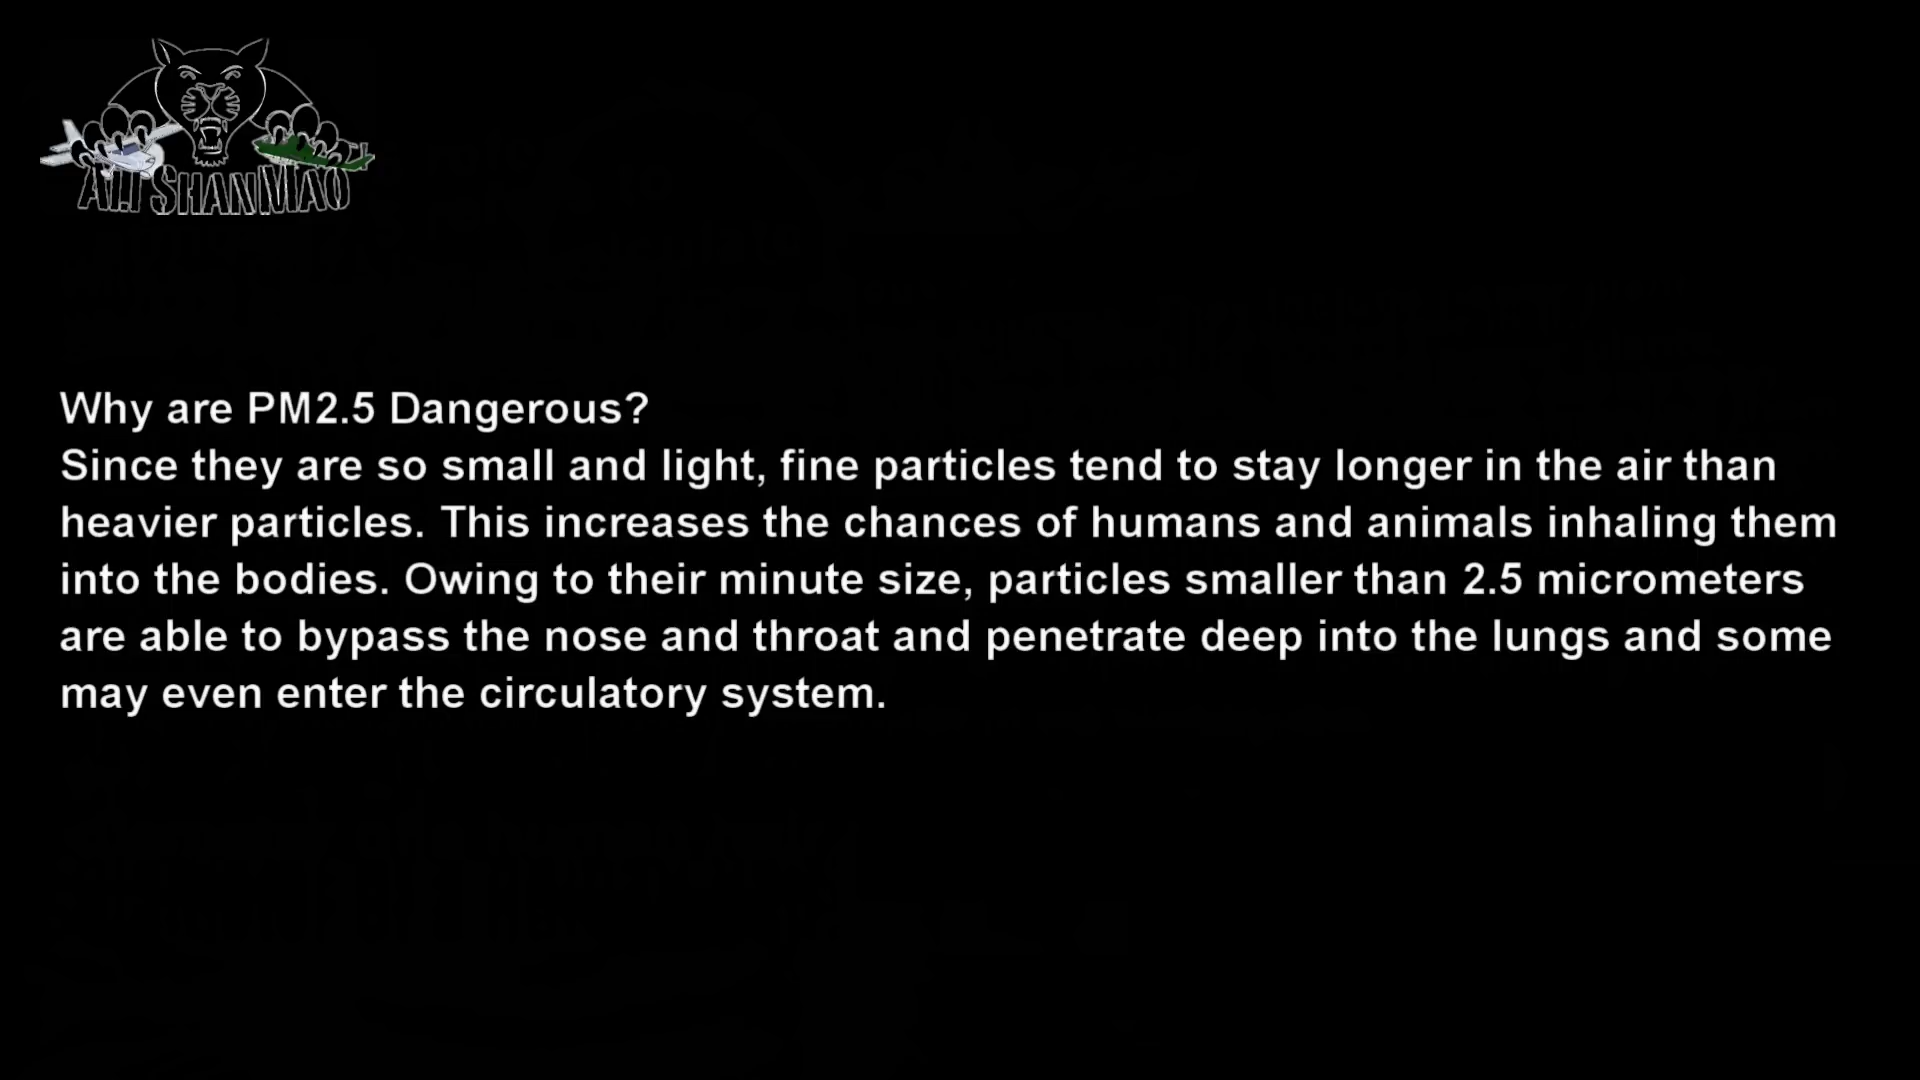 ALI SHANMAO
Why are PM2.5 Dangerous?
Since they are so small and light, fine particles tend to stay longer in the air than
heavier particles. This increases the chances of humans and animals inhaling them
into the bodies. Owing to their minute size, particles smaller than 2.5 micrometers
are able to bypass the nose and throat and penetrate deep into the lungs and some
may even enter the circulatory system.